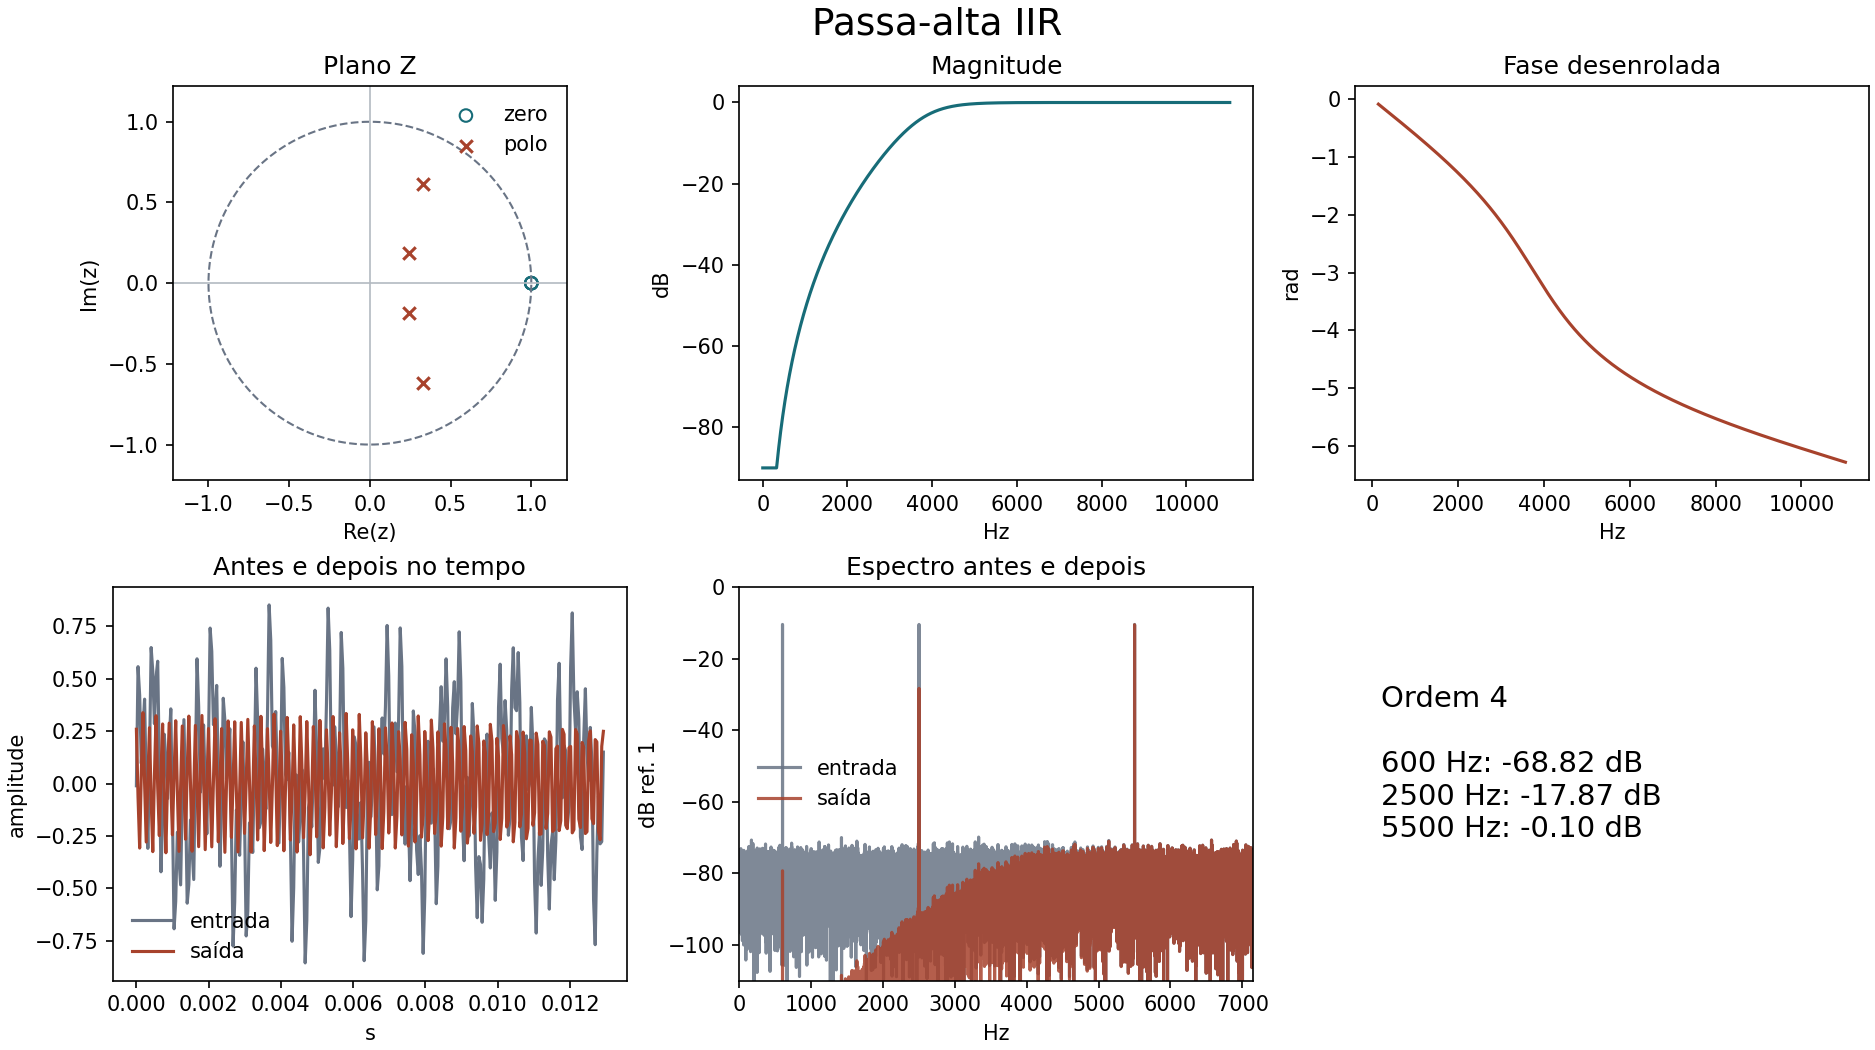 Passa-alta IIR
Plano Z
1.0
0.5
0.0
−0.5
−1.0
Im(z)
zero
polo
−1.0
−0.5
0.0
0.5
1.0
Re(z)
Magnitude
0
−20
−40
−60
−80
dB
0
2000
4000
6000
8000
10000
Hz
Fase desenrolada
0
−1
−2
−3
−4
−5
−6
rad
0
2000
4000
6000
8000
10000
Hz
Antes e depois no tempo
0.75
0.50
0.25
0.00
−0.25
−0.50
−0.75
amplitude
entrada
saída
0.000
0.002
0.004
0.006
0.008
0.010
0.012
s
Espectro antes e depois
0
−20
−40
−60
−80
−100
dB ref. 1
entrada
saída
0
1000
2000
3000
4000
5000
6000
7000
Hz
Ordem 4
600 Hz: -68.82 dB
2500 Hz: -17.87 dB
5500 Hz: -0.10 dB